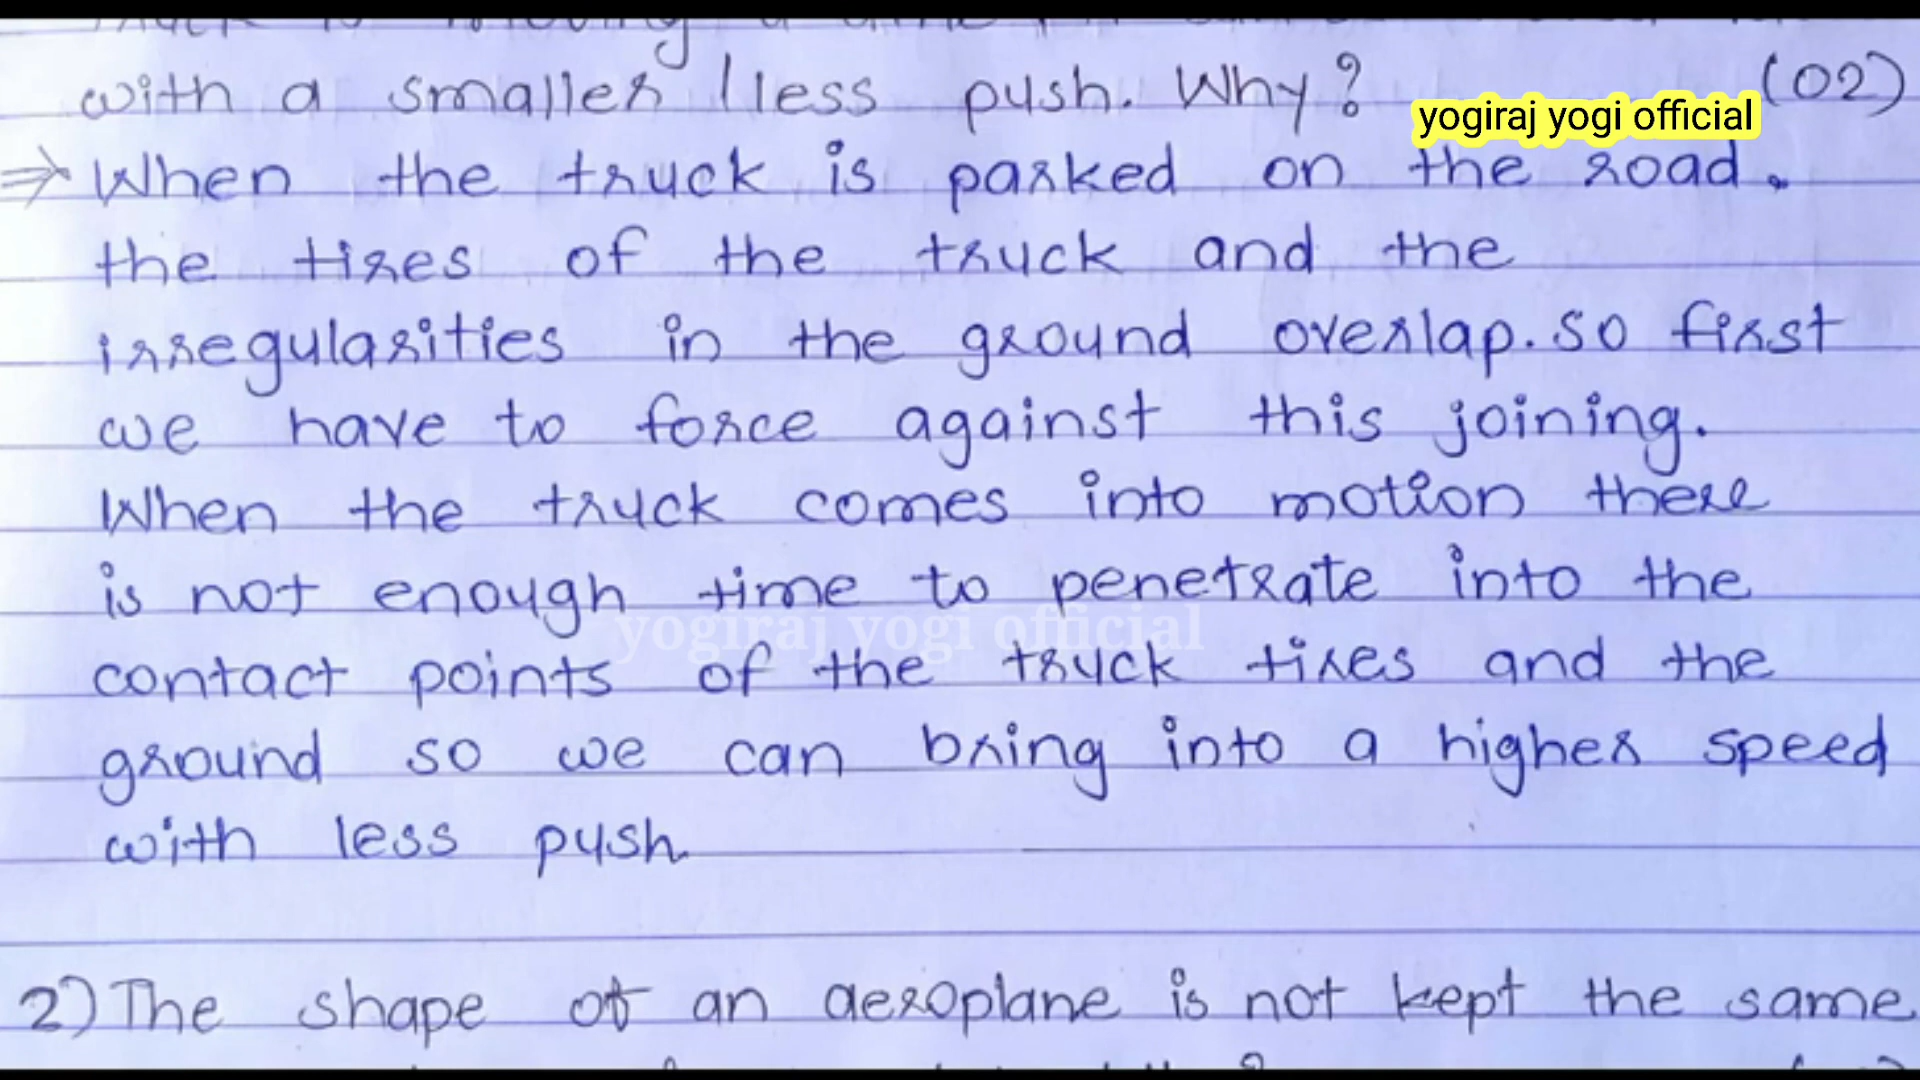 with a smaller / less push. Why? (02)
yogiraj yogi official
⇒ When the truck is parked on the road.
the tires of the truck and the
irregularities in the ground overlap. so first
we have to force against this joining.
When the truck comes into motion there
is not enough time to penetrate into the
yogiraj yogi official
contact points of the truck tires and the
ground so we can bring into a higher speed
with less push.
2) The shape of an aeroplane is not kept the same